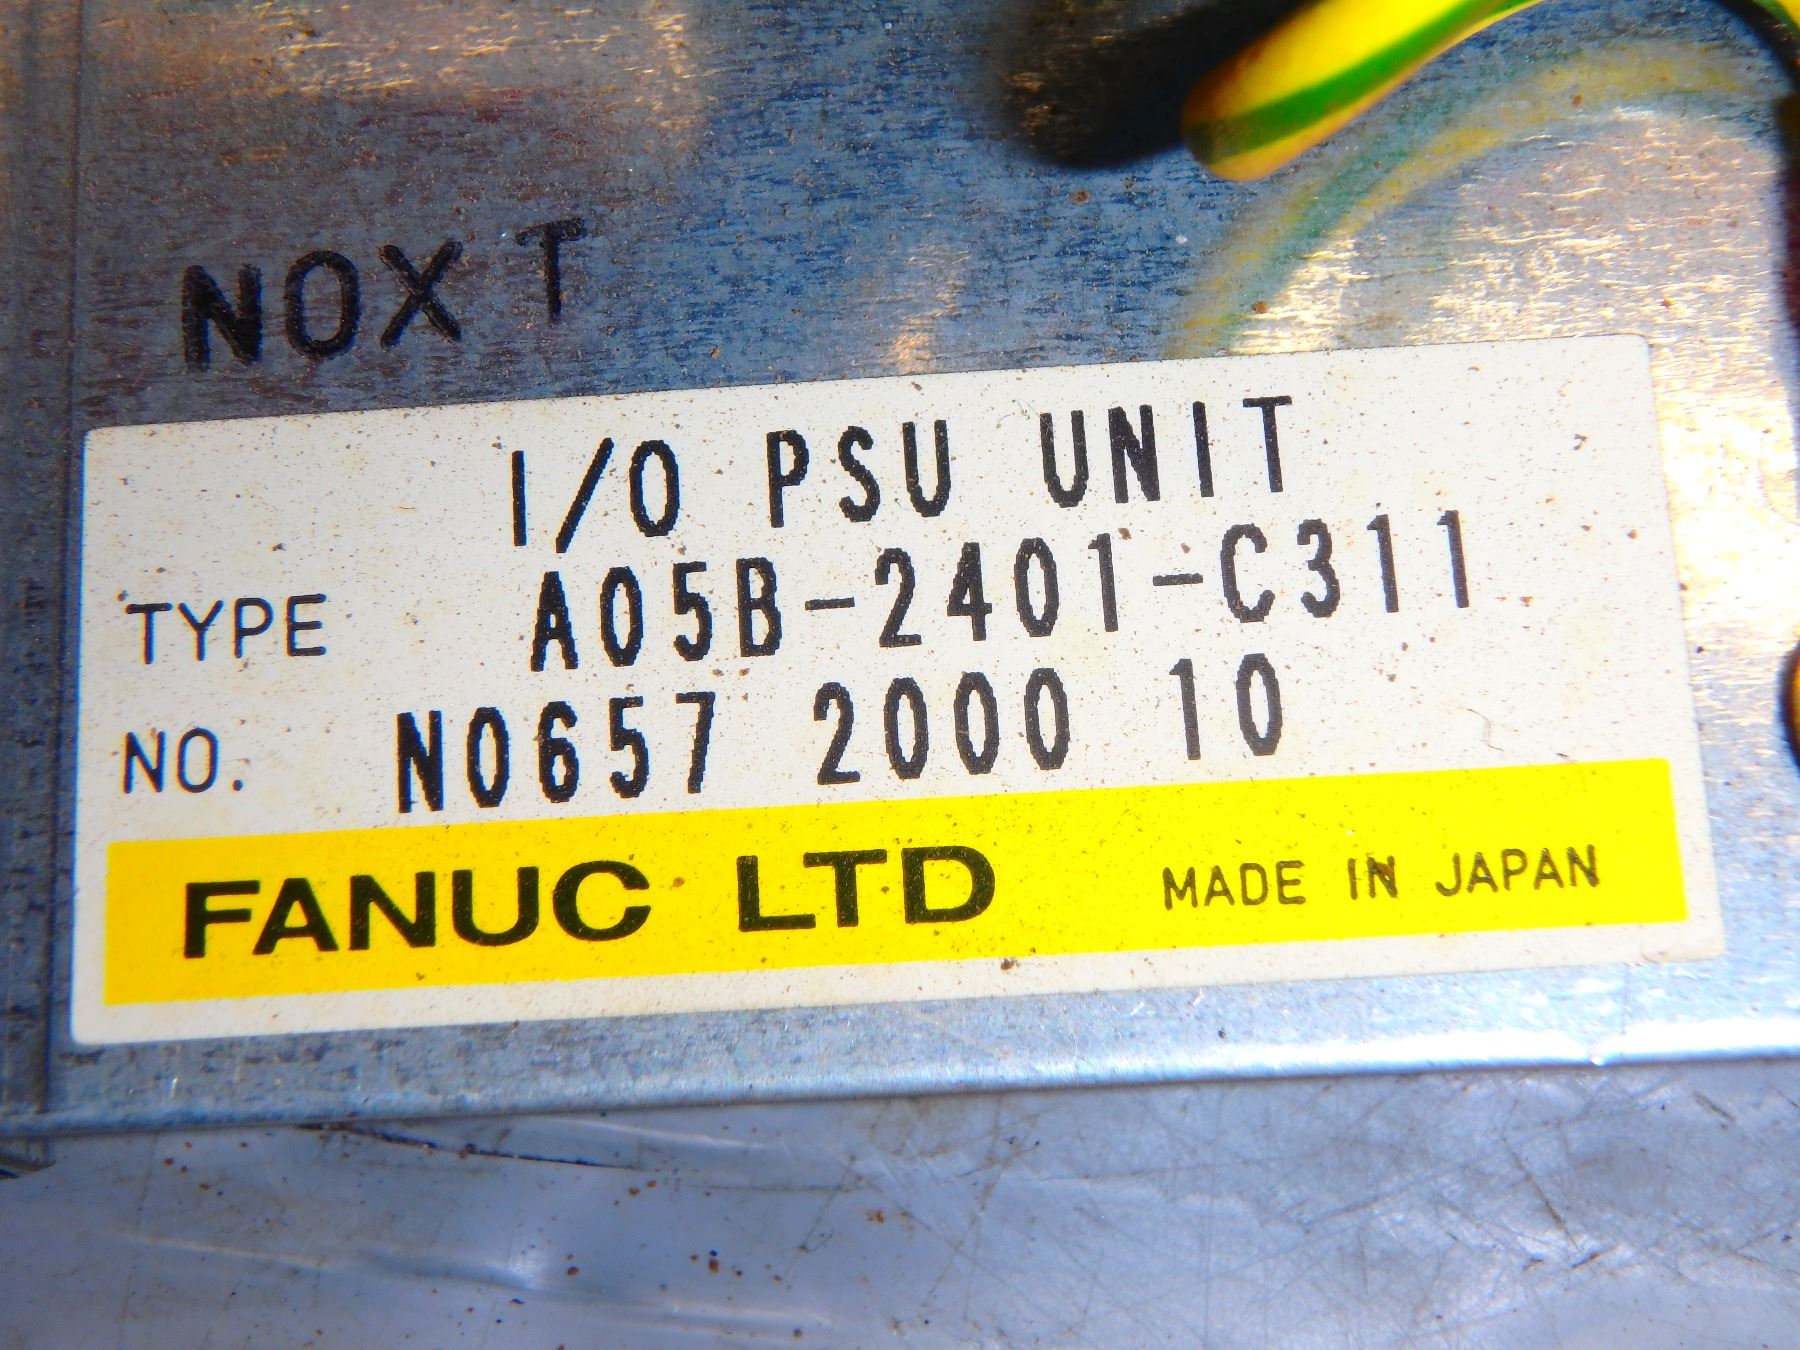 NOXT
I/O PSU UNIT
TYPE A05B-2401-C311
NO. N0657 2000 10
FANUC LTD MADE IN JAPAN